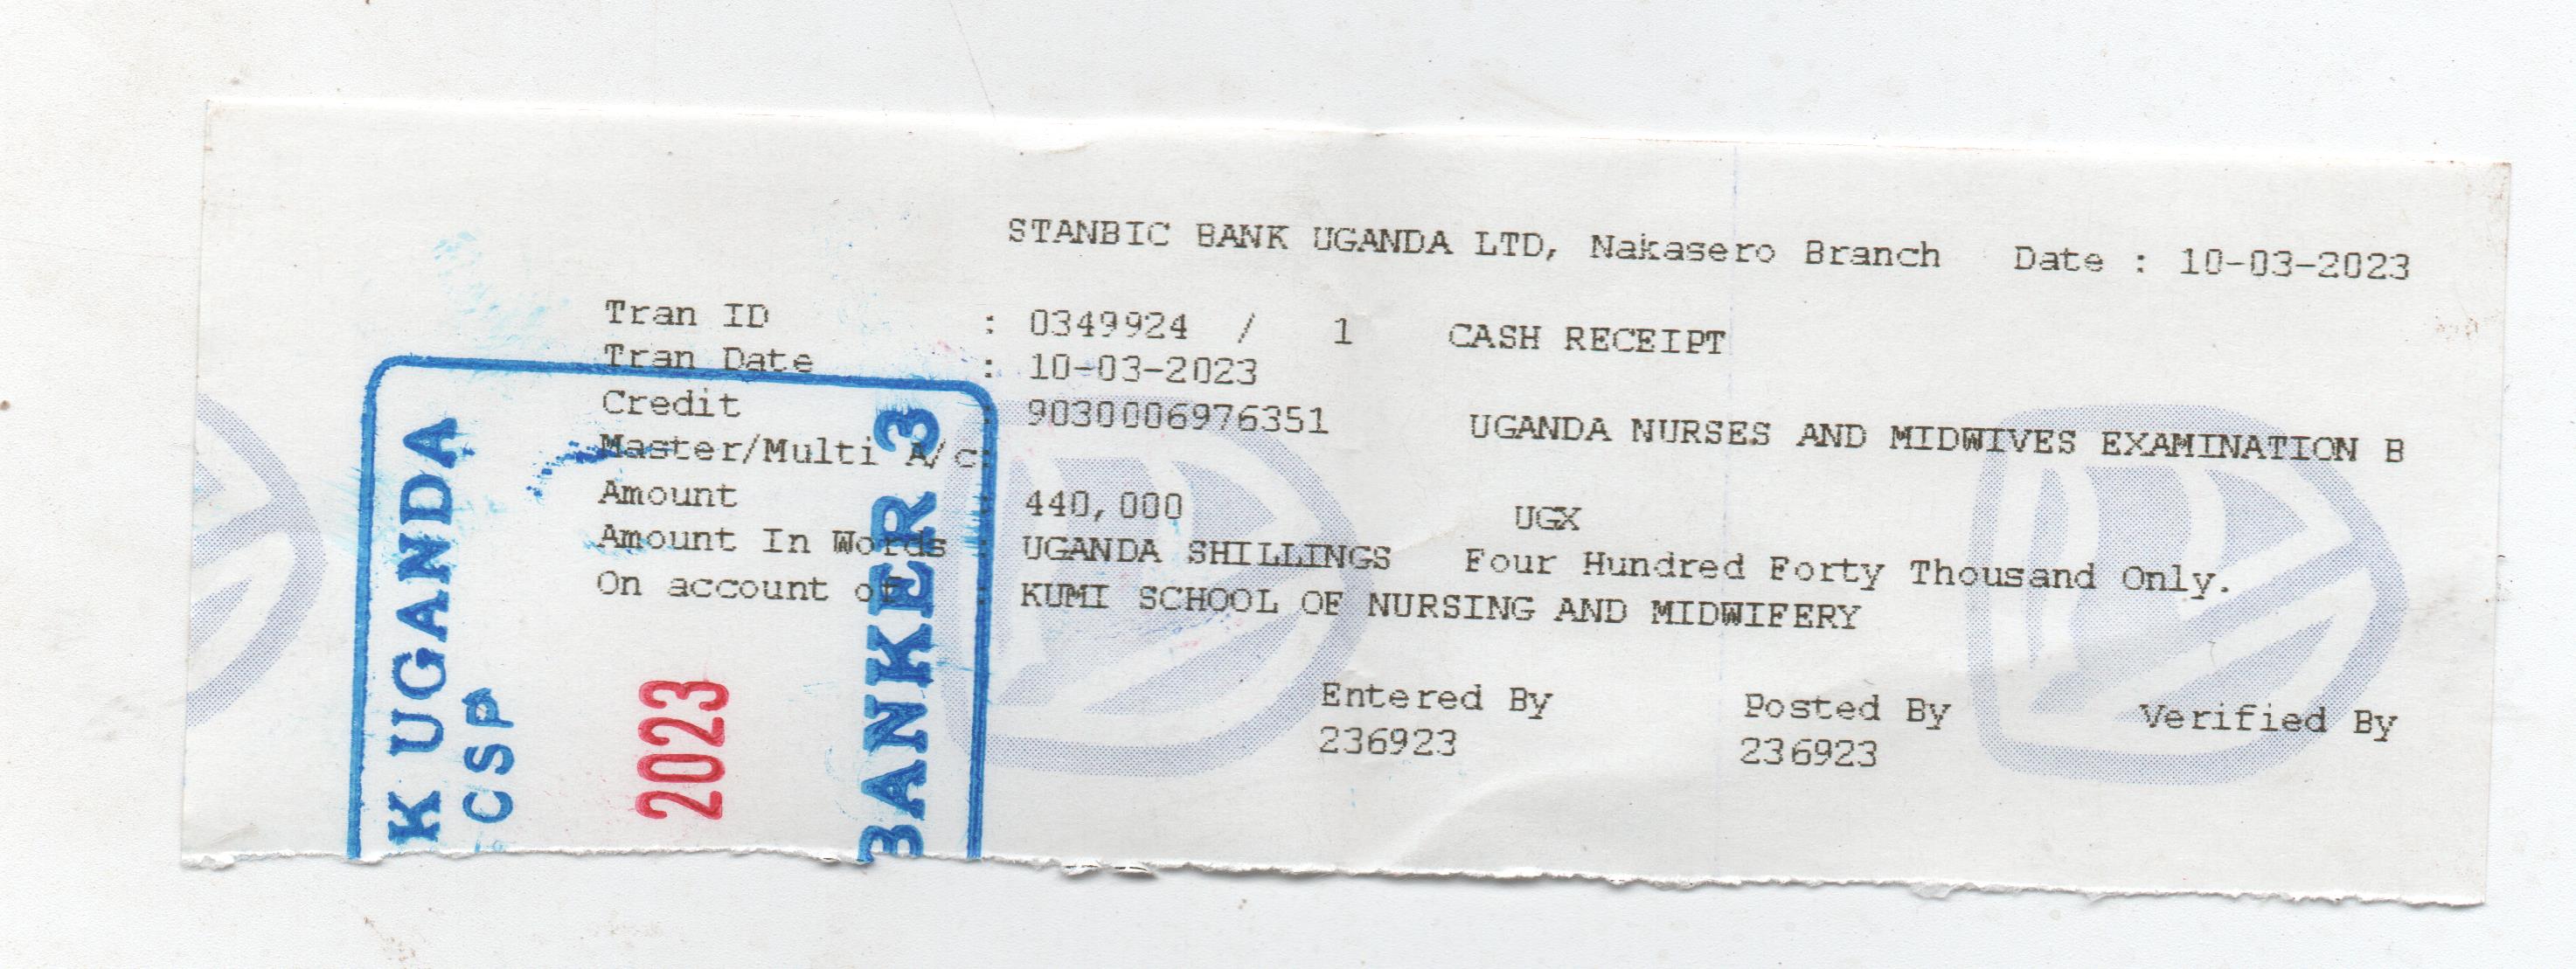 STANBIC BANK UGANDA LTD, Nakasero Branch Date : 10-03-2023
Tran ID : 0349924 / 1 CASH RECEIPT
Tran Date : 10-03-2023
Credit : 9030006976351 UGANDA NURSES AND MIDWIVES EXAMINATION B
Master/Multi A/c:
Amount : 440,000 UGX
Amount In Words : UGANDA SHILLINGS Four Hundred Forty Thousand Only.
On account of : KUMI SCHOOL OF NURSING AND MIDWIFERY
Entered By Posted By Verified By
236923 236923
K UGANDA
CSP
2023
BANKER 3